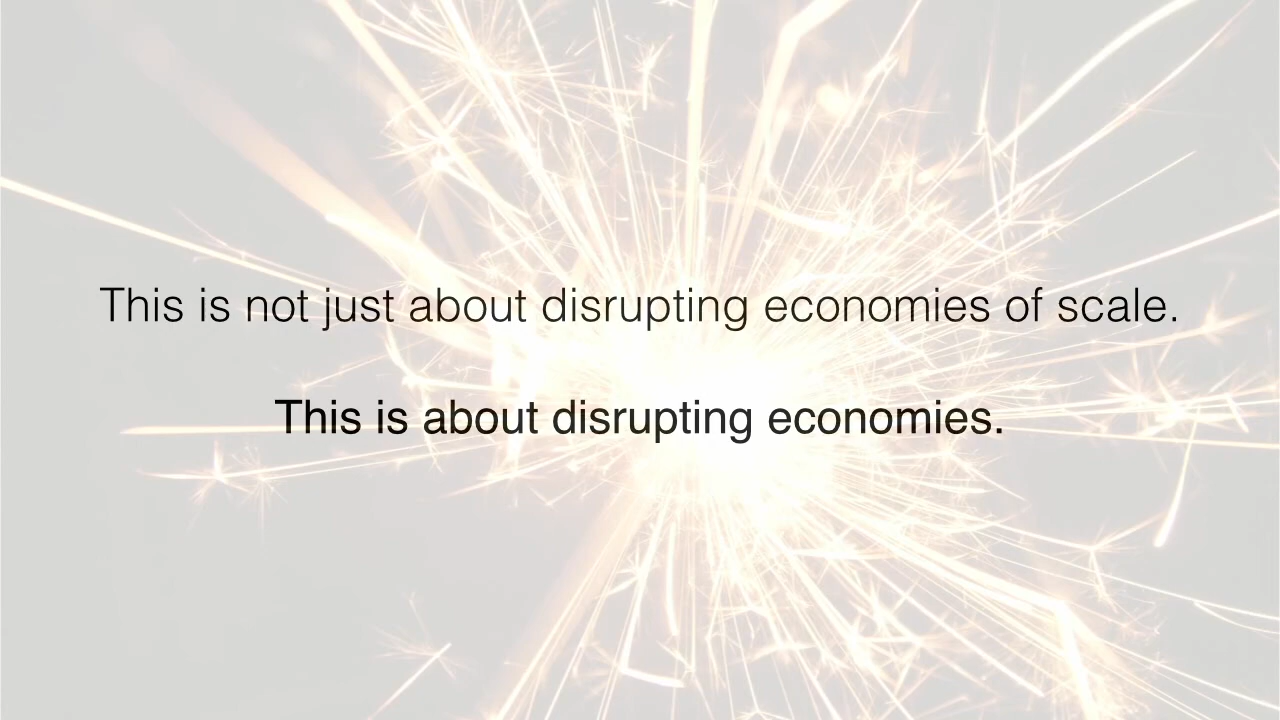 This is not just about disrupting economies of scale.
This is about disrupting economies.